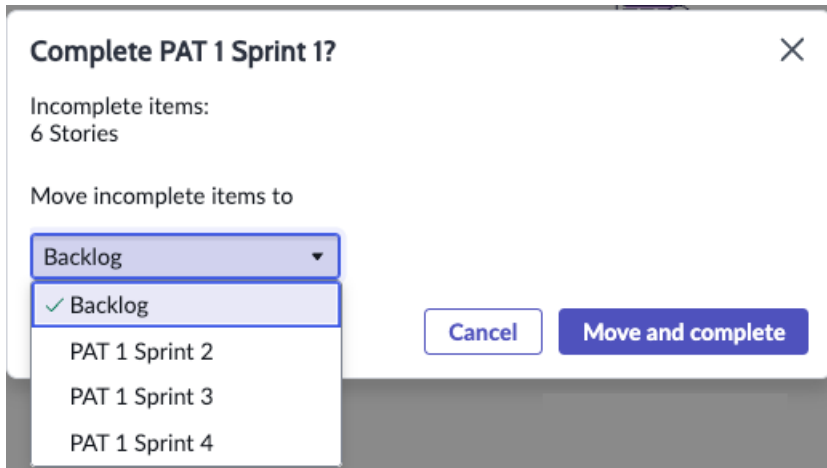 Complete PAT 1 Sprint 1?
Incomplete items:
6 Stories
Move incomplete items to
Backlog
Backlog
PAT 1 Sprint 2
PAT 1 Sprint 3
PAT 1 Sprint 4
Cancel
Move and complete